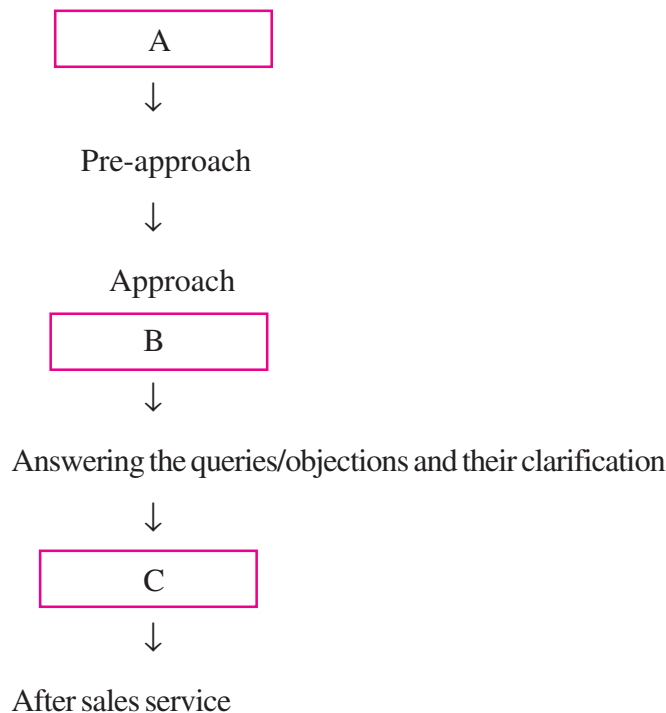 A
↓
Pre-approach
↓
Approach
B
↓
Answering the queries/objections and their clarification
↓
C
↓
After sales service